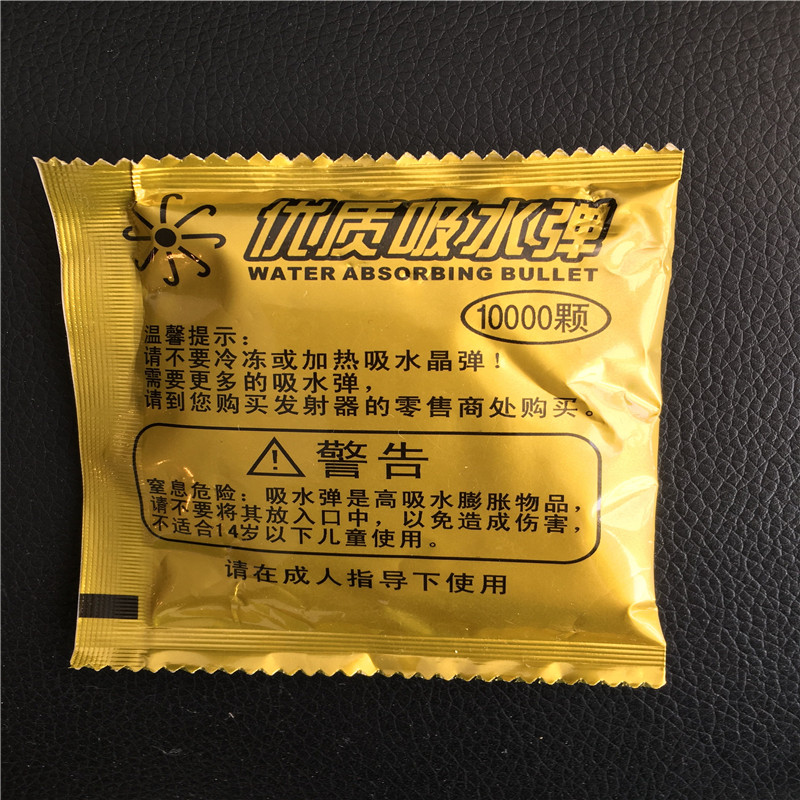 优质吸水弹
WATER ABSORBING BULLET
10000颗
温馨提示：
请不要冷冻或加热吸水晶弹！
需要更多的吸水弹，
请到您购买发射器的零售商处购买。
警告
窒息危险：吸水弹是高吸水膨胀物品，
请不要将其放入口中，以免造成伤害，
不适合14岁以下儿童使用。
请在成人指导下使用